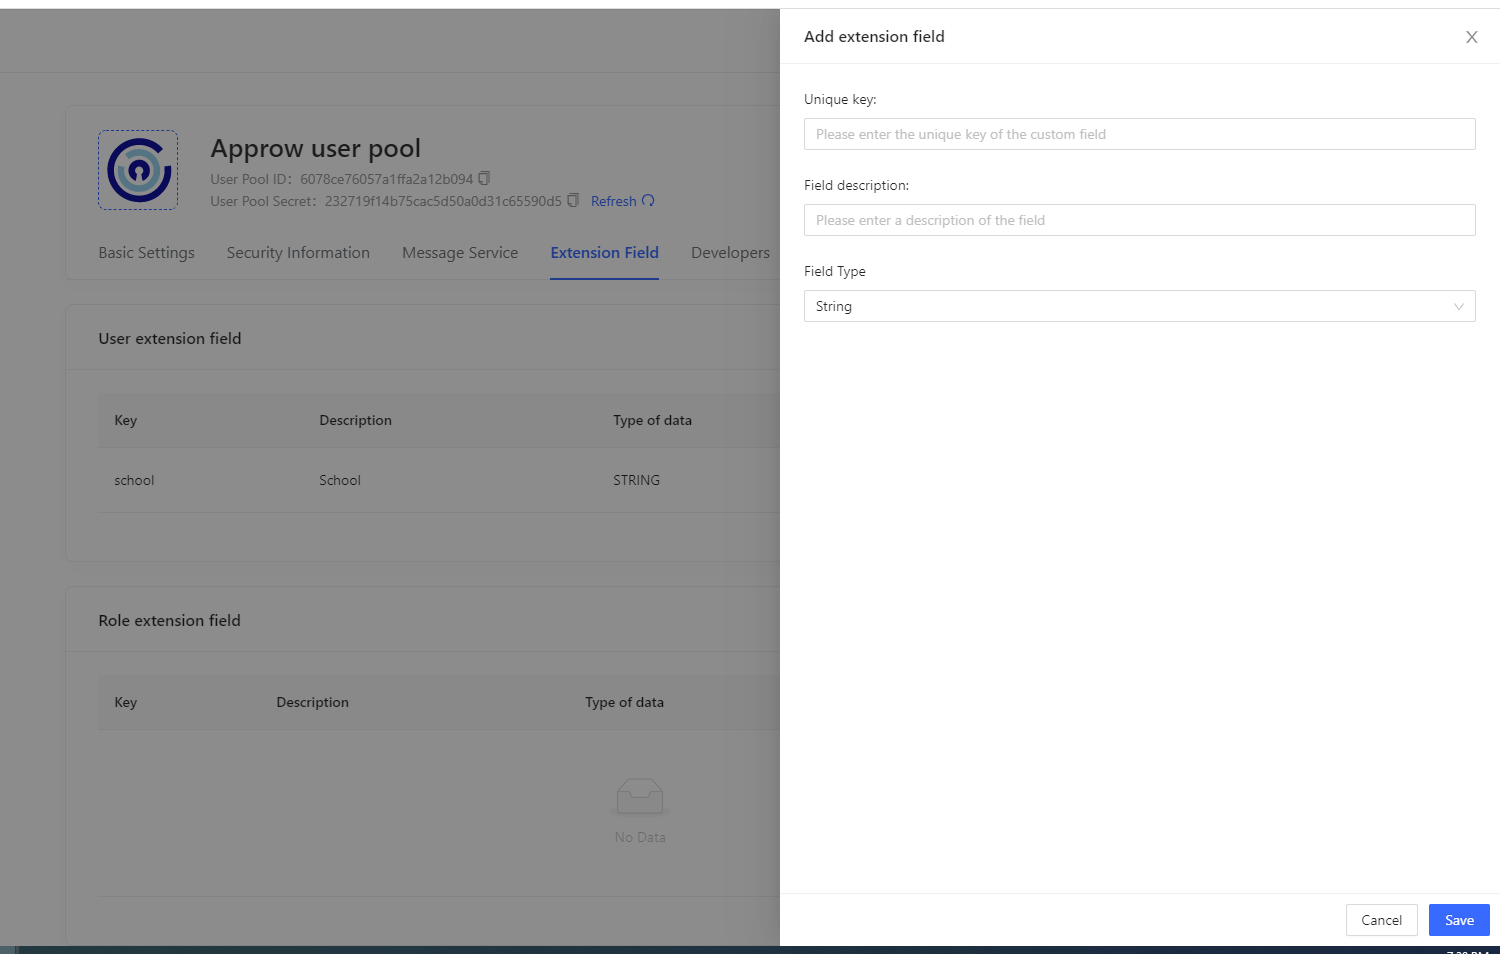 Add extension field
Unique key:
Please enter the unique key of the custom field
Field description:
Please enter a description of the field
Field Type
String
Cancel
Save
Approw user pool
User Pool ID： 6078ce76057a1ffa2a12b094
User Pool Secret： 232719f14b75cac5d50a0d31c65590d5 Refresh
Basic Settings Security Information Message Service Extension Field Developers
User extension field
Key Description Type of data
school School STRING
Role extension field
Key Description Type of data
No Data